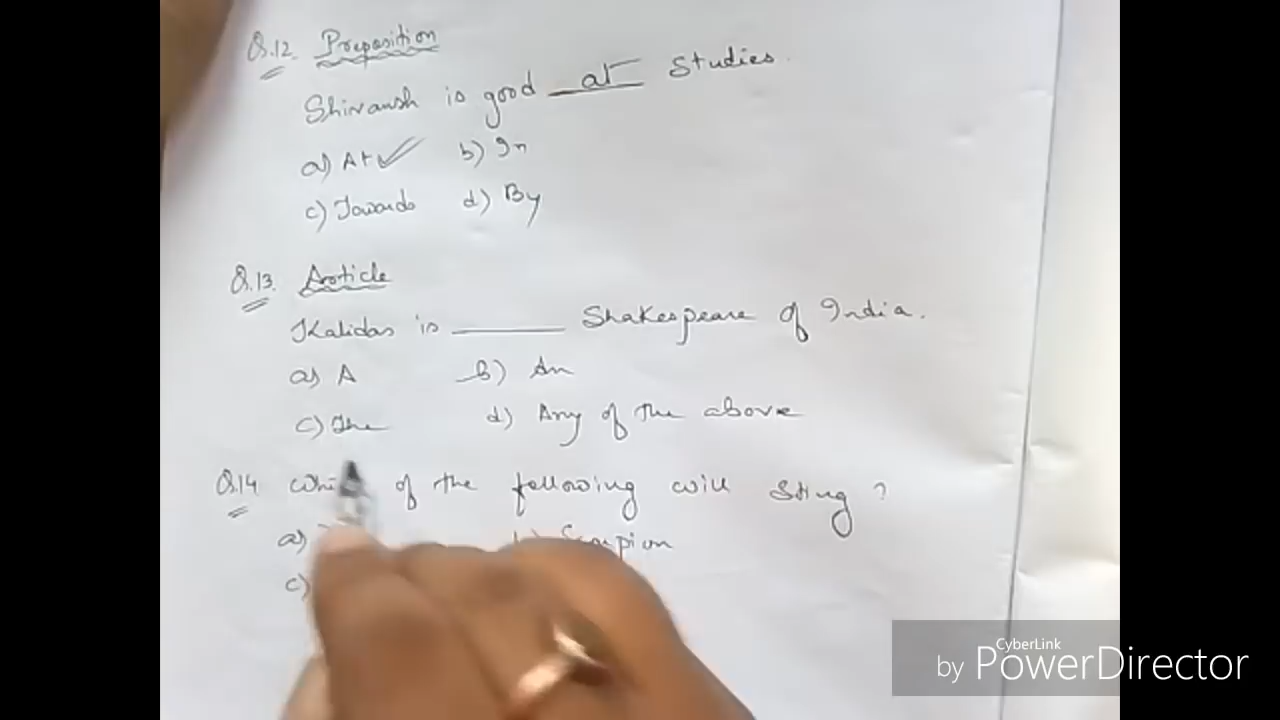 Q.12. Preposition
Shivansh is good at studies.
a) At b) In
c) Towards d) By
Q.13. Article
Kalidas is ______ Shakespeare of India.
a) A b) An
c) The d) Any of the above
Q.14 of the following will sting ?
a) Scorpion
c)
CyberLink
by PowerDirector